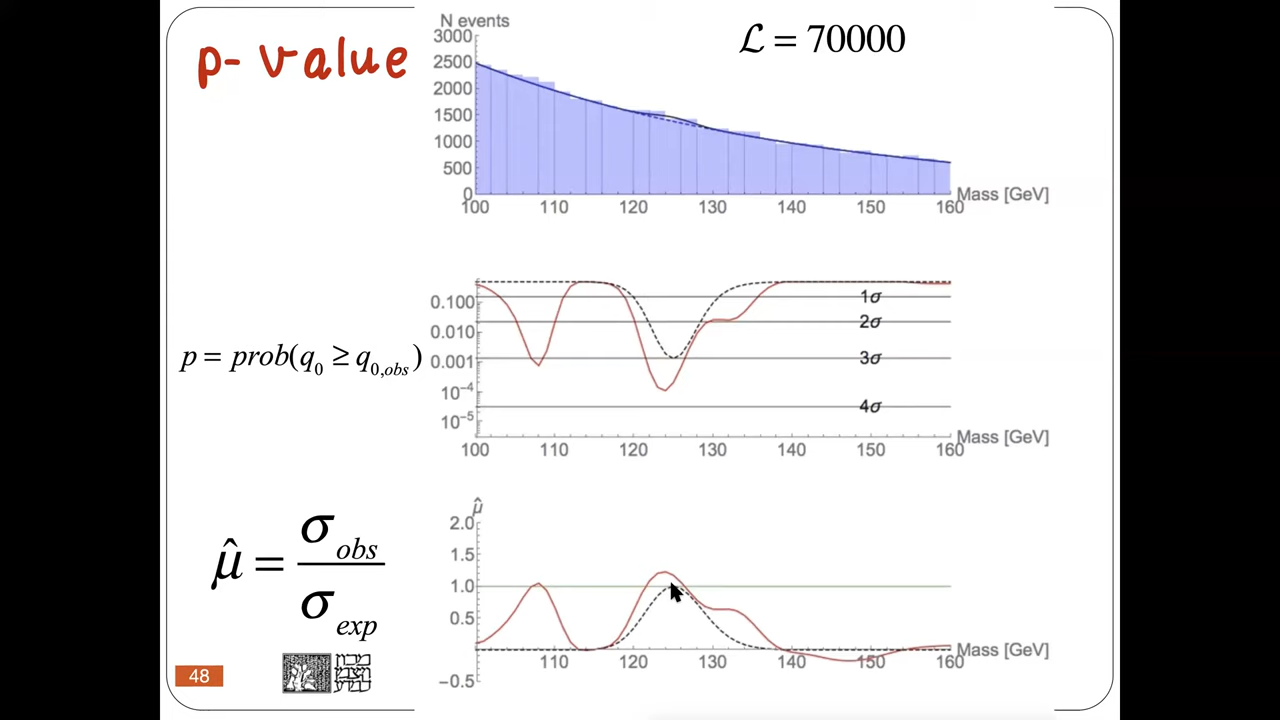 p-value
N events
ℒ = 70000
3000
2500
2000
1500
1000
500
0
100 110 120 130 140 150 160
Mass [GeV]
p = prob(q₀ ≥ q₀,obs)
0.100
0.010
0.001
10⁻⁴
10⁻⁵
1σ
2σ
3σ
4σ
100 110 120 130 140 150 160
Mass [GeV]
μ̂ = σobs / σexp
μ̂
2.0
1.5
1.0
0.5
-0.5
110 120 130 140 150 160
Mass [GeV]
48